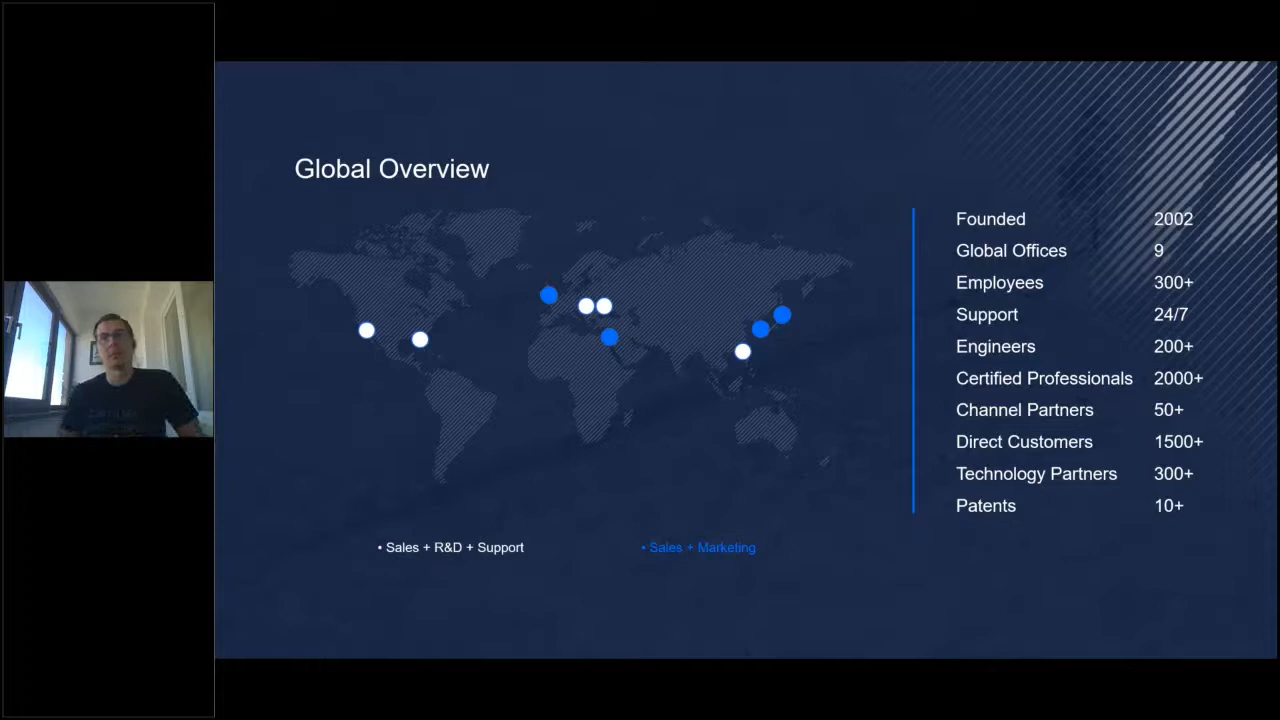 Global Overview
Founded 2002
Global Offices 9
Employees 300+
Support 24/7
Engineers 200+
Certified Professionals 2000+
Channel Partners 50+
Direct Customers 1500+
Technology Partners 300+
Patents 10+
• Sales + R&D + Support
• Sales + Marketing